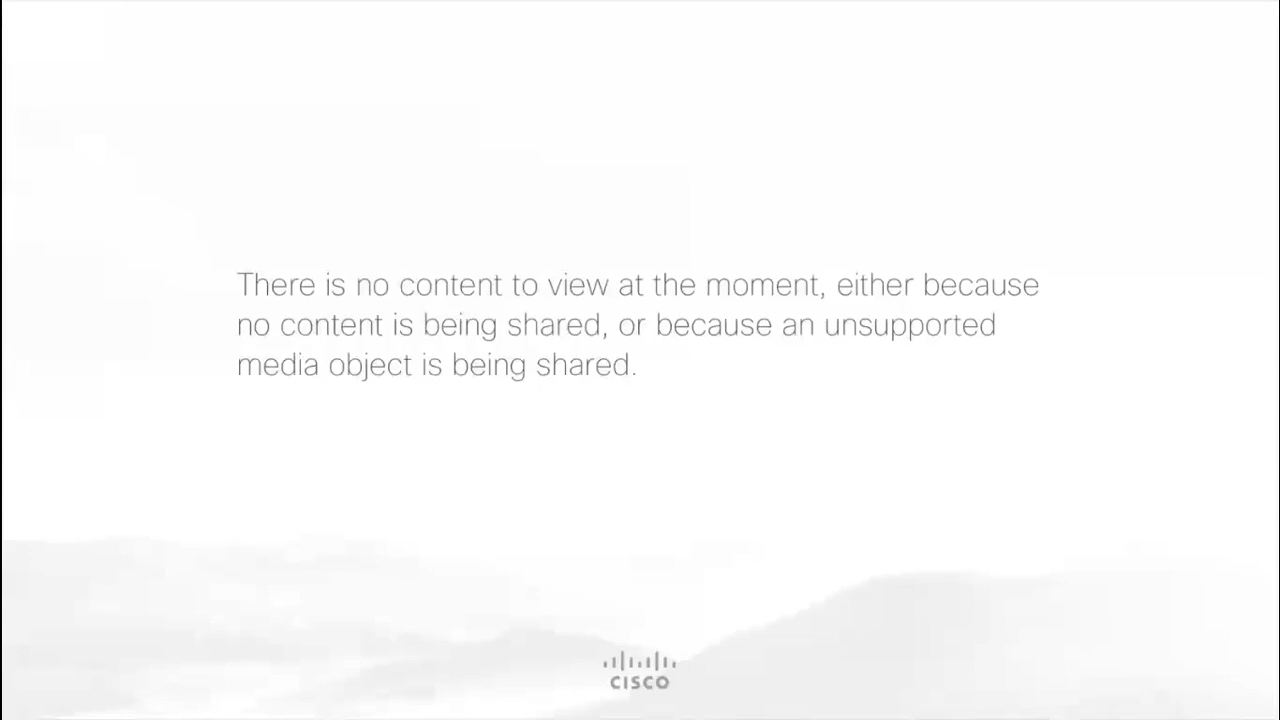 There is no content to view at the moment, either because
no content is being shared, or because an unsupported
media object is being shared.
CISCO